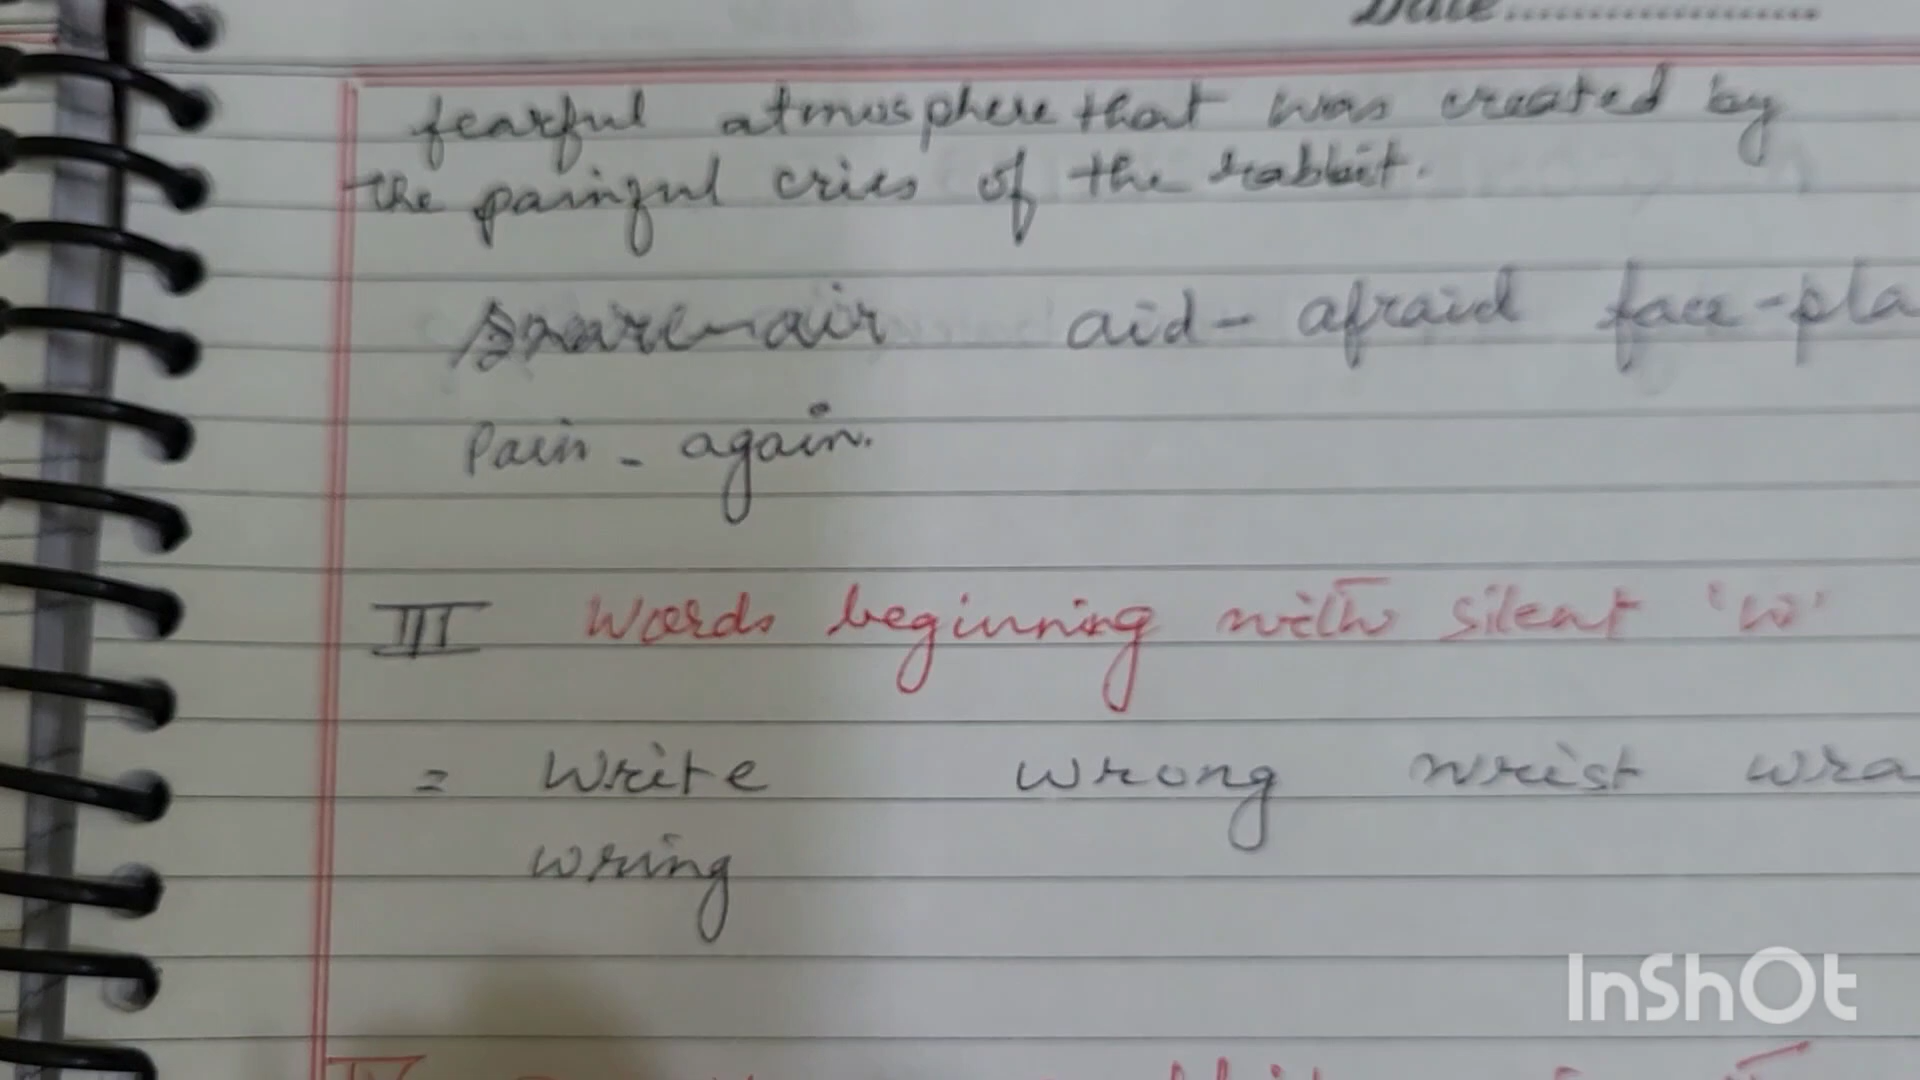 Date....................
fearful atmosphere that was created by
the painful cries of the rabbit.
aid - afraid face - pla
Pain - again.
III Words beginning with silent 'w'
= Write wrong wrist wra
wring
InShOt